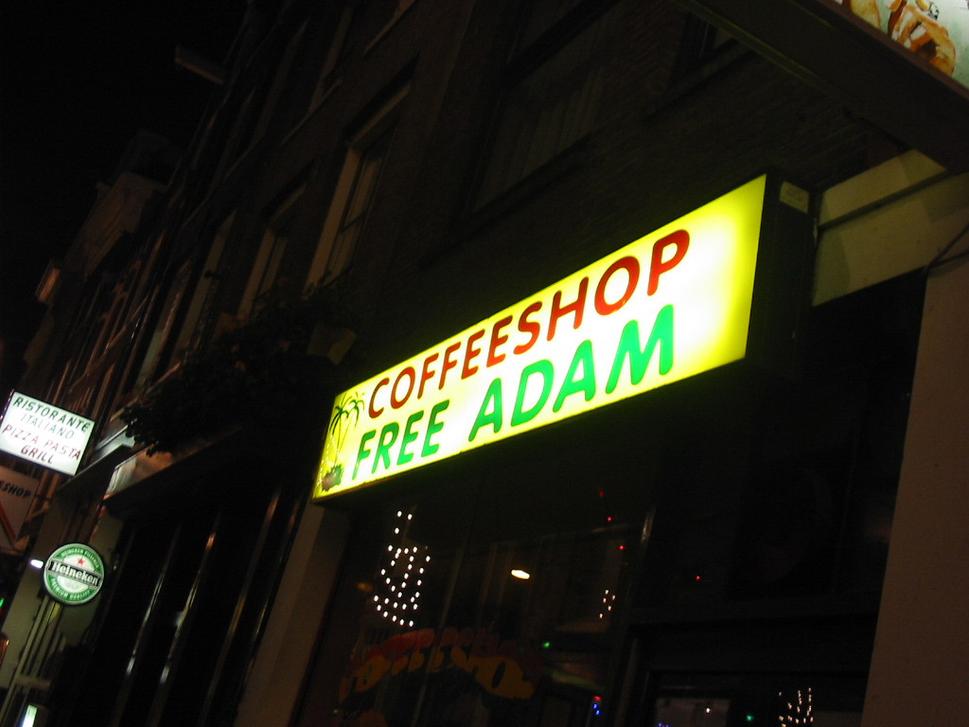 COFFEESHOP
FREE ADAM
RISTORANTE
ITALIANO
PIZZA PASTA
GRILL
Heineken